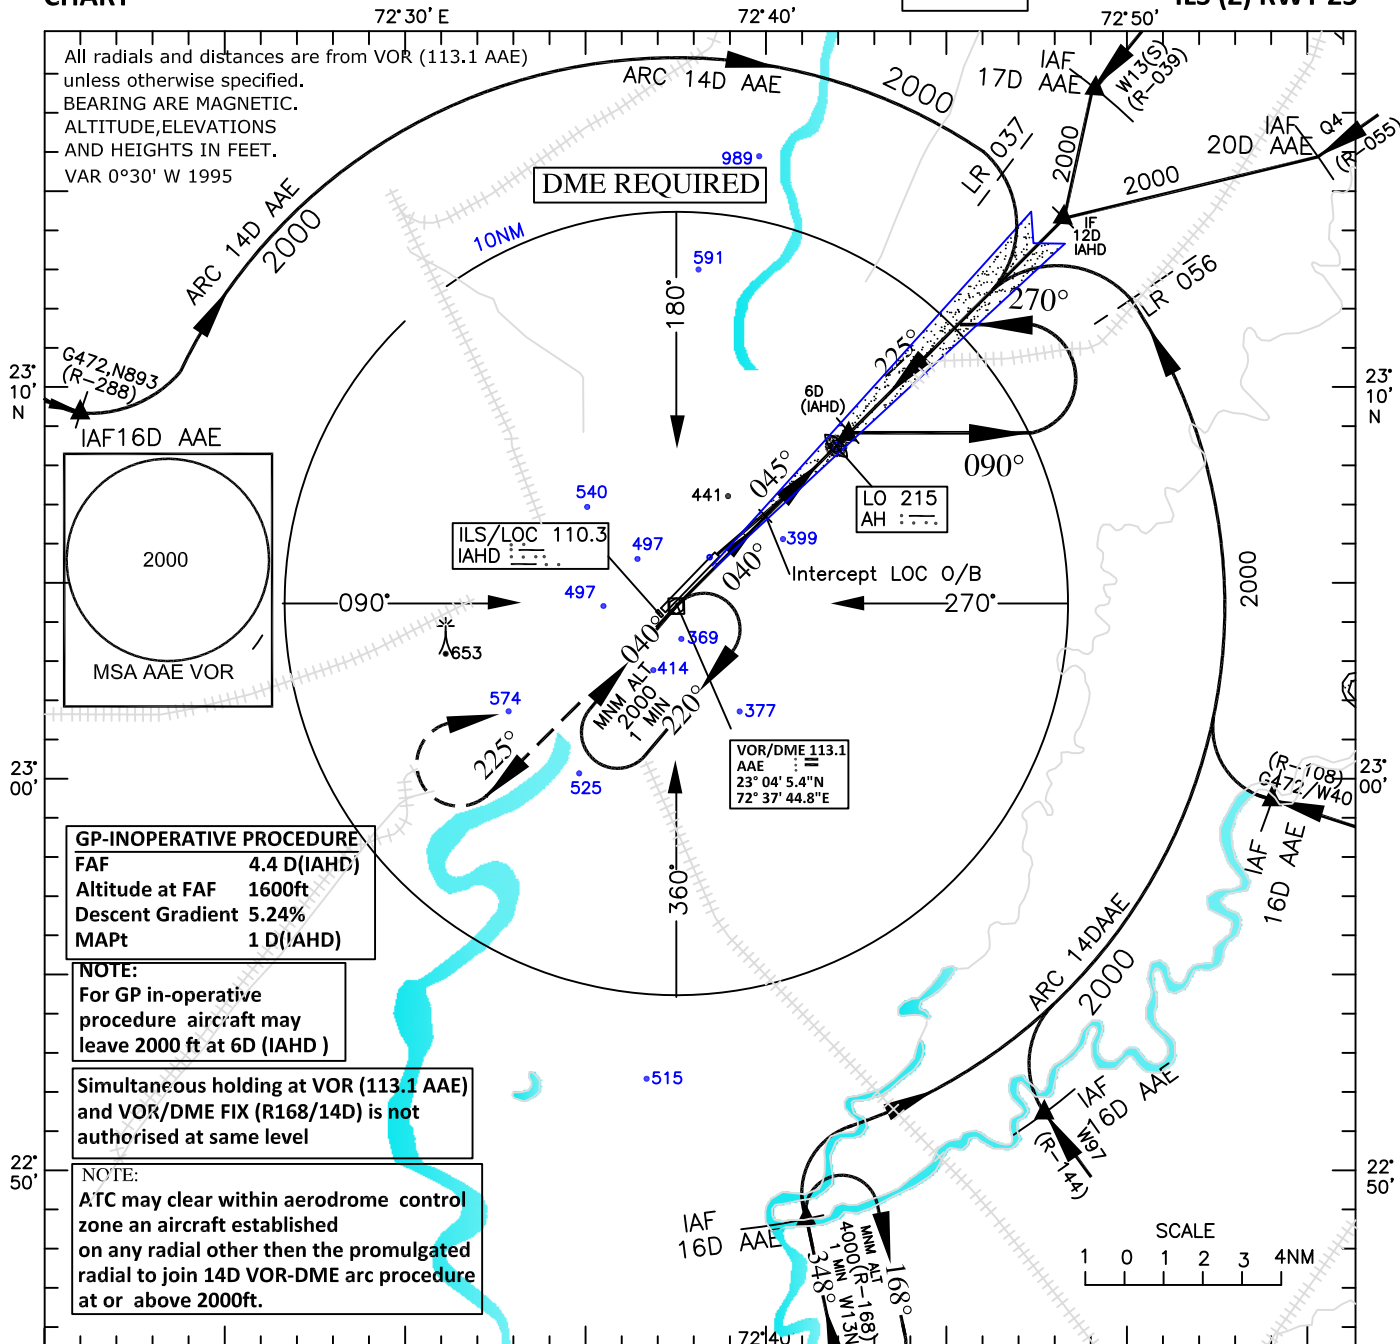 CHART
72°30' E
72°40'
72°50'
ILS (2) RWY 23
All radials and distances are from VOR (113.1 AAE)
unless otherwise specified.
BEARING ARE MAGNETIC.
ALTITUDE,ELEVATIONS
AND HEIGHTS IN FEET.
VAR 0°30' W 1995
ARC 14D AAE
2000
IAF
17D AAE
W13(S)
(R-039)
2000
IAF
20D AAE
Q4
(R-055)
2000
LR 037
989
DME REQUIRED
10NM
591
180°
IF
12D
IAHD
LR 056
270°
ARC 14D AAE
2000
G472,N893
(R-288)
IAF16D AAE
23°
10'
N
23°
10'
N
225°
6D
(IAHD)
090°
045°
LO 215
AH
441
540
497
399
ILS/LOC 110.3
IAHD
040°
Intercept LOC O/B
2000
MSA AAE VOR
497
090°
270°
2000
653
040°
369
414
MNM ALT
2000
1 MIN
220°
574
377
225°
525
VOR/DME 113.1
AAE
23° 04' 5.4"N
72° 37' 44.8"E
360°
(R-108)
G472/W40
IAF
16D AAE
23°
00'
23°
00'
GP-INOPERATIVE PROCEDURE
FAF 4.4 D(IAHD)
Altitude at FAF 1600ft
Descent Gradient 5.24%
MAPt 1 D(IAHD)
NOTE:
For GP in-operative
procedure aircraft may
leave 2000 ft at 6D (IAHD )
ARC 14DAAE
2000
Simultaneous holding at VOR (113.1 AAE)
and VOR/DME FIX (R168/14D) is not
authorised at same level
515
IAF
16D AAE
W97
(R-144)
22°
50'
22°
50'
NOTE:
ATC may clear within aerodrome control
zone an aircraft established
on any radial other then the promulgated
radial to join 14D VOR-DME arc procedure
at or above 2000ft.
IAF
16D AAE
348°
MNM ALT
4000(R-168)
1 MIN W13N
168°
SCALE
1 0 1 2 3 4NM
72°40'